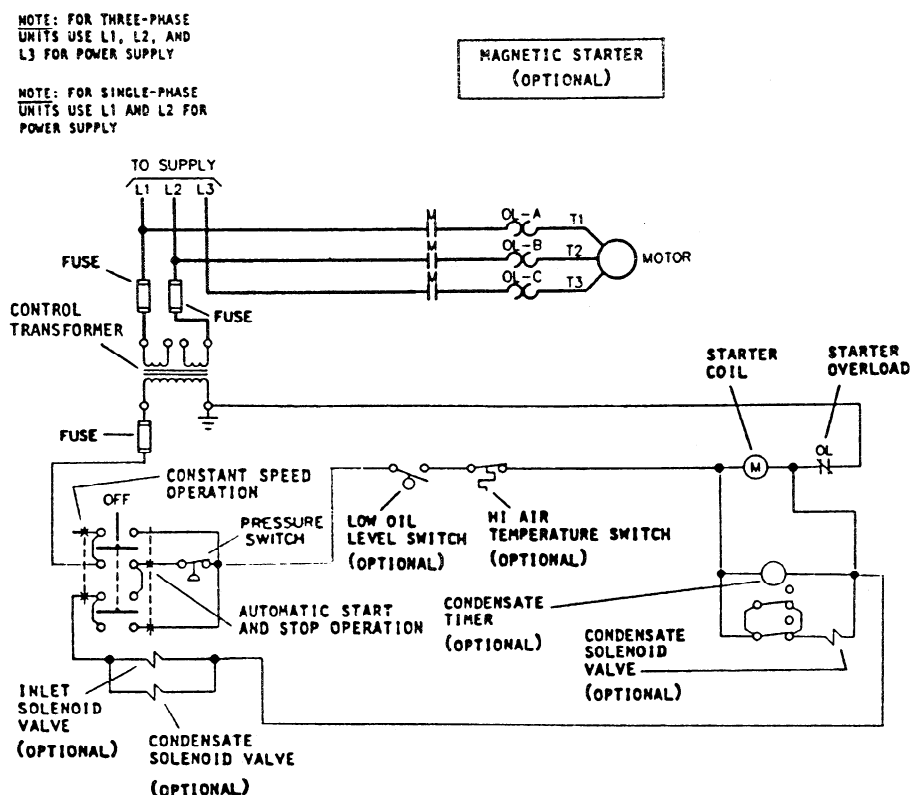 NOTE: FOR THREE-PHASE
UNITS USE L1, L2, AND
L3 FOR POWER SUPPLY
NOTE: FOR SINGLE-PHASE
UNITS USE L1 AND L2 FOR
POWER SUPPLY
MAGNETIC STARTER
(OPTIONAL)
TO SUPPLY
L1 L2 L3
M OL-A T1
M OL-B T2
MOTOR
M OL-C T3
FUSE
FUSE
CONTROL
TRANSFORMER
STARTER
COIL
STARTER
OVERLOAD
FUSE
OL
M
CONSTANT SPEED
OPERATION
OFF
PRESSURE
SWITCH
LOW OIL
LEVEL SWITCH
(OPTIONAL)
HI AIR
TEMPERATURE SWITCH
(OPTIONAL)
AUTOMATIC START
AND STOP OPERATION
CONDENSATE
TIMER
(OPTIONAL)
CONDENSATE
SOLENOID
VALVE
(OPTIONAL)
INLET
SOLENOID
VALVE
(OPTIONAL)
CONDENSATE
SOLENOID VALVE
(OPTIONAL)